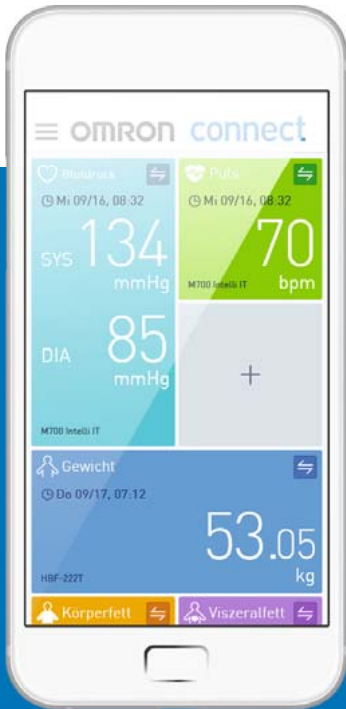 OMRON connect
Blutdruck
Mi 09/16, 08:32
SYS 134
mmHg
DIA 85
mmHg
M700 Intelli IT
Puls
Mi 09/16, 08:32
70
M700 Intelli IT bpm
+
Gewicht
Do 09/17, 07:12
53.05
HBF-222T kg
Körperfett
Viszeralfett